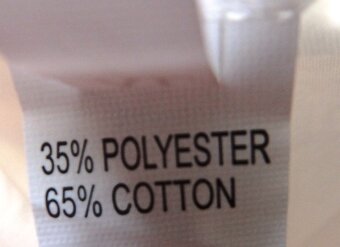 35% POLYESTER
65% COTTON